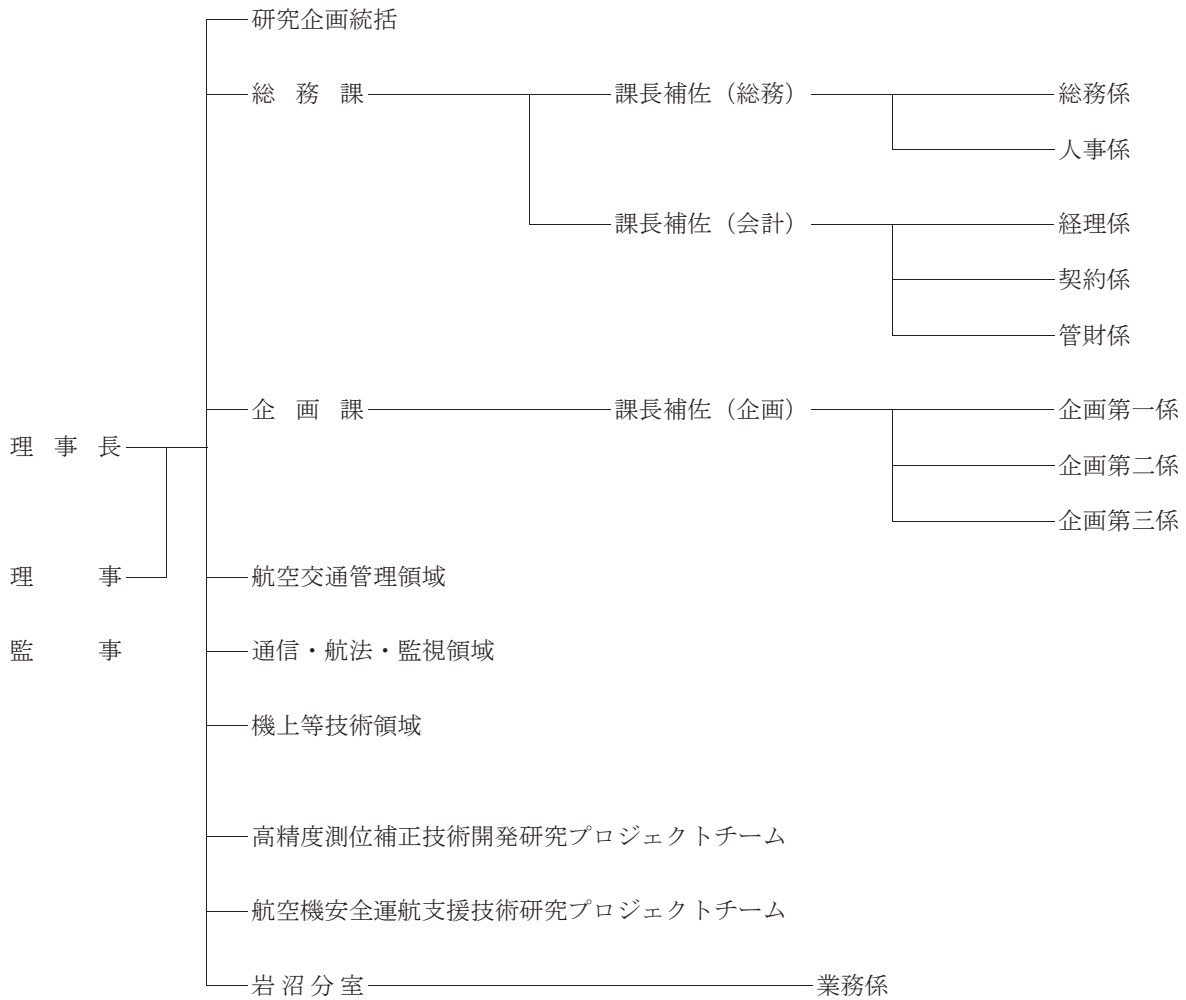 研究企画統括
総務課 課長補佐（総務） 総務係
人事係
課長補佐（会計） 経理係
契約係
管財係
企画課 課長補佐（企画） 企画第一係
理事長
企画第二係
企画第三係
理事 航空交通管理領域
監事 通信・航法・監視領域
機上等技術領域
高精度測位補正技術開発研究プロジェクトチーム
航空機安全運航支援技術研究プロジェクトチーム
岩沼分室 業務係